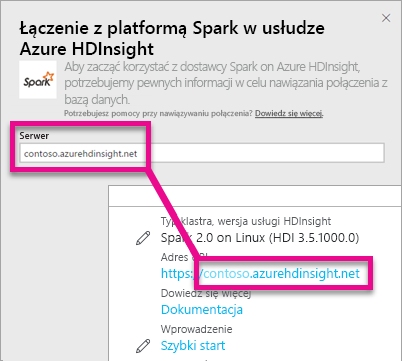 Łączenie z platformą Spark w usłudze
Azure HDInsight
Spark
Aby zacząć korzystać z dostawcy Spark on Azure HDInsight,
potrzebujemy pewnych informacji w celu nawiązania połączenia z
bazą danych.
Potrzebujesz pomocy przy nawiązywaniu połączenia? Dowiedz się więcej.
Serwer
contoso.azurehdinsight.net
Typ klastra, wersja usługi HDInsight
Spark 2.0 on Linux (HDI 3.5.1000.0)
Adres
https://contoso.azurehdinsight.net
Dowiedz się więcej
Dokumentacja
Wprowadzenie
Szybki start